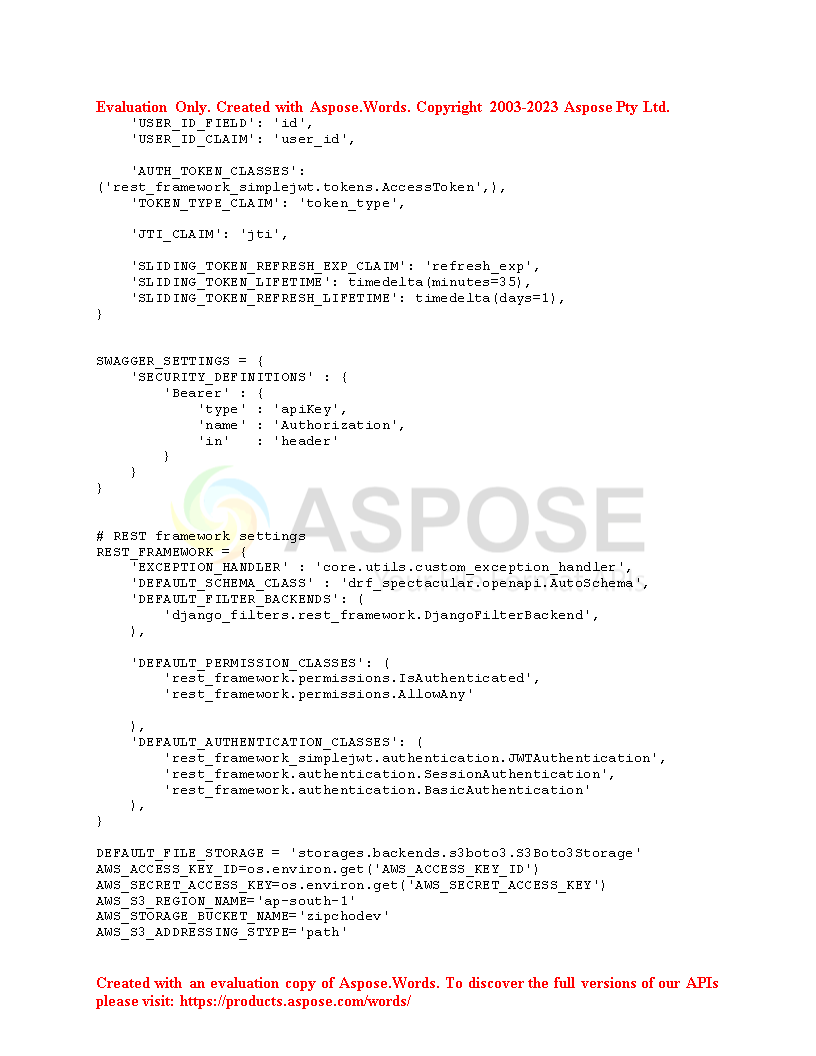 Evaluation Only. Created with Aspose.Words. Copyright 2003-2023 Aspose Pty Ltd.
    'USER_ID_FIELD': 'id',
    'USER_ID_CLAIM': 'user_id',

    'AUTH_TOKEN_CLASSES':
('rest_framework_simplejwt.tokens.AccessToken',),
    'TOKEN_TYPE_CLAIM': 'token_type',

    'JTI_CLAIM': 'jti',

    'SLIDING_TOKEN_REFRESH_EXP_CLAIM': 'refresh_exp',
    'SLIDING_TOKEN_LIFETIME': timedelta(minutes=35),
    'SLIDING_TOKEN_REFRESH_LIFETIME': timedelta(days=1),
}


SWAGGER_SETTINGS = {
    'SECURITY_DEFINITIONS' : {
        'Bearer' : {
            'type' : 'apiKey',
            'name' : 'Authorization',
            'in'   : 'header'
        }
    }
}

ASPOSE

# REST framework settings
REST_FRAMEWORK = {
    'EXCEPTION_HANDLER' : 'core.utils.custom_exception_handler',
    'DEFAULT_SCHEMA_CLASS' : 'drf_spectacular.openapi.AutoSchema',
    'DEFAULT_FILTER_BACKENDS': (
        'django_filters.rest_framework.DjangoFilterBackend',
    ),

    'DEFAULT_PERMISSION_CLASSES': (
        'rest_framework.permissions.IsAuthenticated',
        'rest_framework.permissions.AllowAny'

    ),
    'DEFAULT_AUTHENTICATION_CLASSES': (
        'rest_framework_simplejwt.authentication.JWTAuthentication',
        'rest_framework.authentication.SessionAuthentication',
        'rest_framework.authentication.BasicAuthentication'
    ),
}

DEFAULT_FILE_STORAGE = 'storages.backends.s3boto3.S3Boto3Storage'
AWS_ACCESS_KEY_ID=os.environ.get('AWS_ACCESS_KEY_ID')
AWS_SECRET_ACCESS_KEY=os.environ.get('AWS_SECRET_ACCESS_KEY')
AWS_S3_REGION_NAME='ap-south-1'
AWS_STORAGE_BUCKET_NAME='zipchodev'
AWS_S3_ADDRESSING_STYPE='path'

Created with an evaluation copy of Aspose.Words. To discover the full versions of our APIs
please visit: https://products.aspose.com/words/